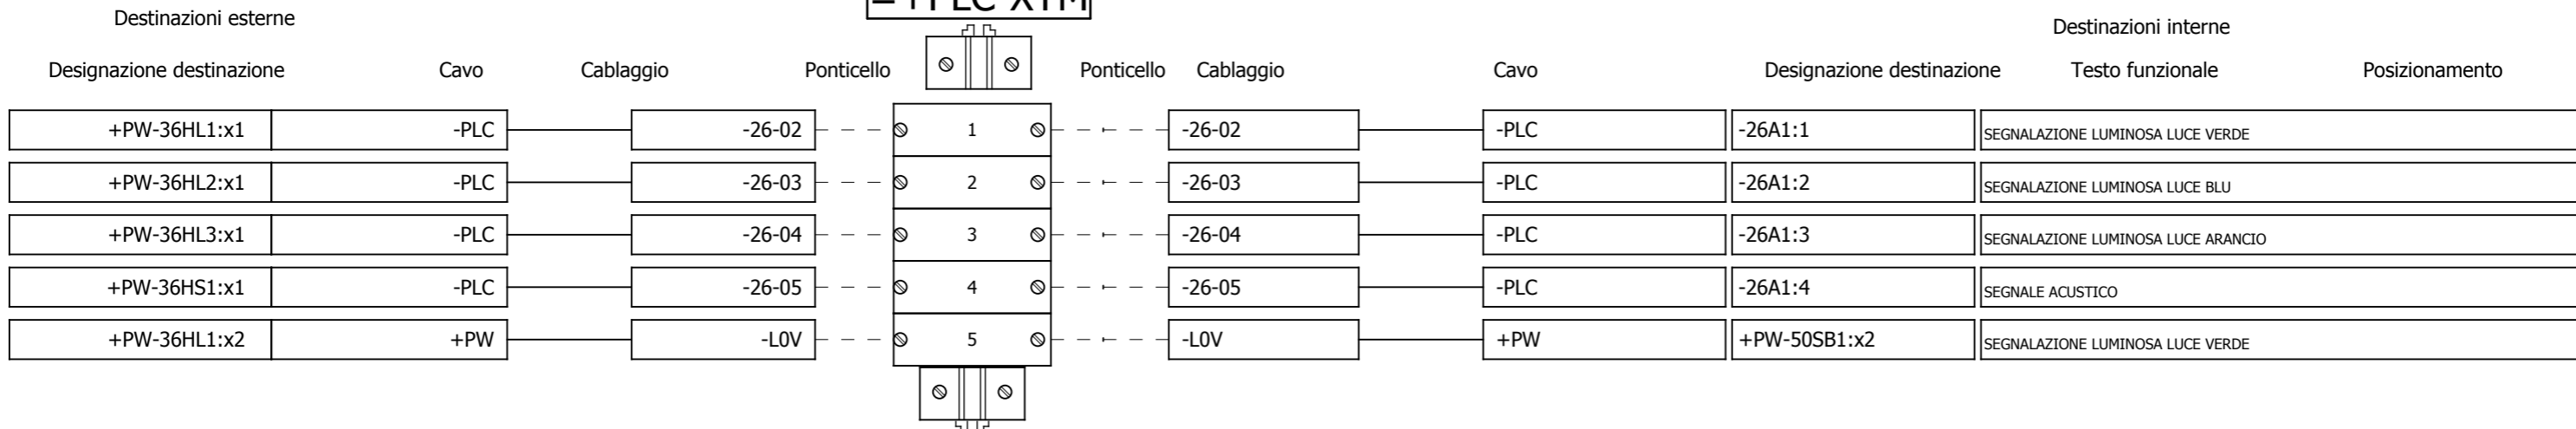 =+PLC-XTM
Destinazioni esterne
Destinazioni interne
Designazione destinazione Cavo Cablaggio Ponticello Ponticello Cablaggio Cavo Designazione destinazione Testo funzionale Posizionamento
+PW-36HL1:x1 -PLC -26-02 1 -26-02 -PLC -26A1:1 SEGNALAZIONE LUMINOSA LUCE VERDE
+PW-36HL2:x1 -PLC -26-03 2 -26-03 -PLC -26A1:2 SEGNALAZIONE LUMINOSA LUCE BLU
+PW-36HL3:x1 -PLC -26-04 3 -26-04 -PLC -26A1:3 SEGNALAZIONE LUMINOSA LUCE ARANCIO
+PW-36HS1:x1 -PLC -26-05 4 -26-05 -PLC -26A1:4 SEGNALE ACUSTICO
+PW-36HL1:x2 +PW -L0V 5 -L0V +PW +PW-50SB1:x2 SEGNALAZIONE LUMINOSA LUCE VERDE